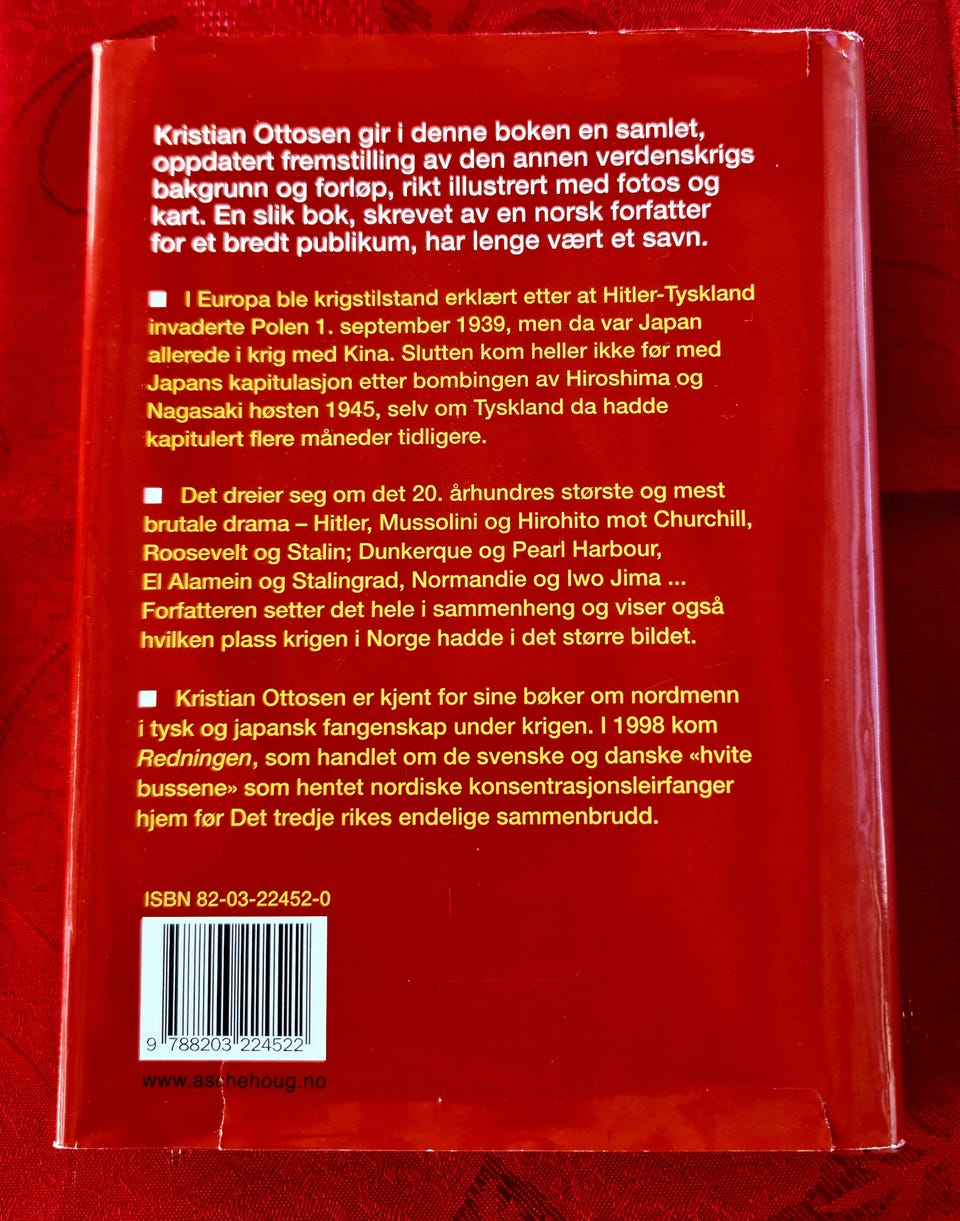 Kristian Ottosen gir i denne boken en samlet,
oppdatert fremstilling av den annen verdenskrigs
bakgrunn og forløp, rikt illustrert med fotos og
kart. En slik bok, skrevet av en norsk forfatter
for et bredt publikum, har lenge vært et savn.
I Europa ble krigstilstand erklært etter at Hitler-Tyskland
invaderte Polen 1. september 1939, men da var Japan
allerede i krig med Kina. Slutten kom heller ikke før med
Japans kapitulasjon etter bombingen av Hiroshima og
Nagasaki høsten 1945, selv om Tyskland da hadde
kapitulert flere måneder tidligere.
Det dreier seg om det 20. århundres største og mest
brutale drama – Hitler, Mussolini og Hirohito mot Churchill,
Roosevelt og Stalin; Dunkerque og Pearl Harbour,
El Alamein og Stalingrad, Normandie og Iwo Jima ...
Forfatteren setter det hele i sammenheng og viser også
hvilken plass krigen i Norge hadde i det større bildet.
Kristian Ottosen er kjent for sine bøker om nordmenn
i tysk og japansk fangenskap under krigen. I 1998 kom
Redningen, som handlet om de svenske og danske «hvite
bussene» som hentet nordiske konsentrasjonsleirfanger
hjem før Det tredje rikes endelige sammenbrudd.
ISBN 82-03-22452-0
9 788203 224522
www.aschehoug.no